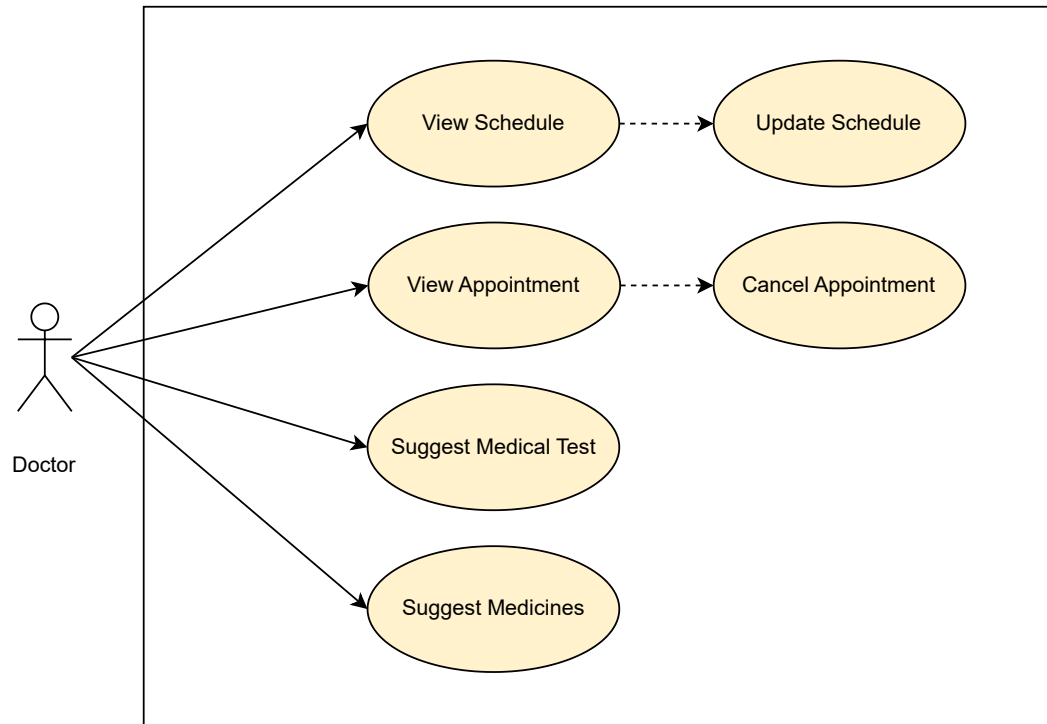 View Schedule
Update Schedule
View Appointment
Cancel Appointment
Doctor
Suggest Medical Test
Suggest Medicines